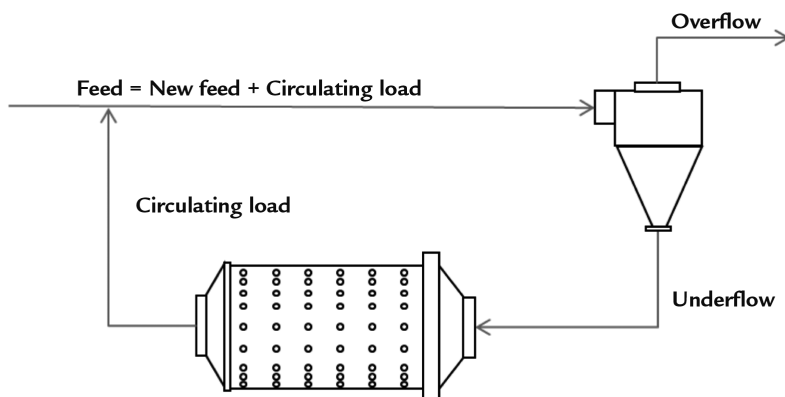 Overflow
Feed = New feed + Circulating load
Circulating load
Underflow